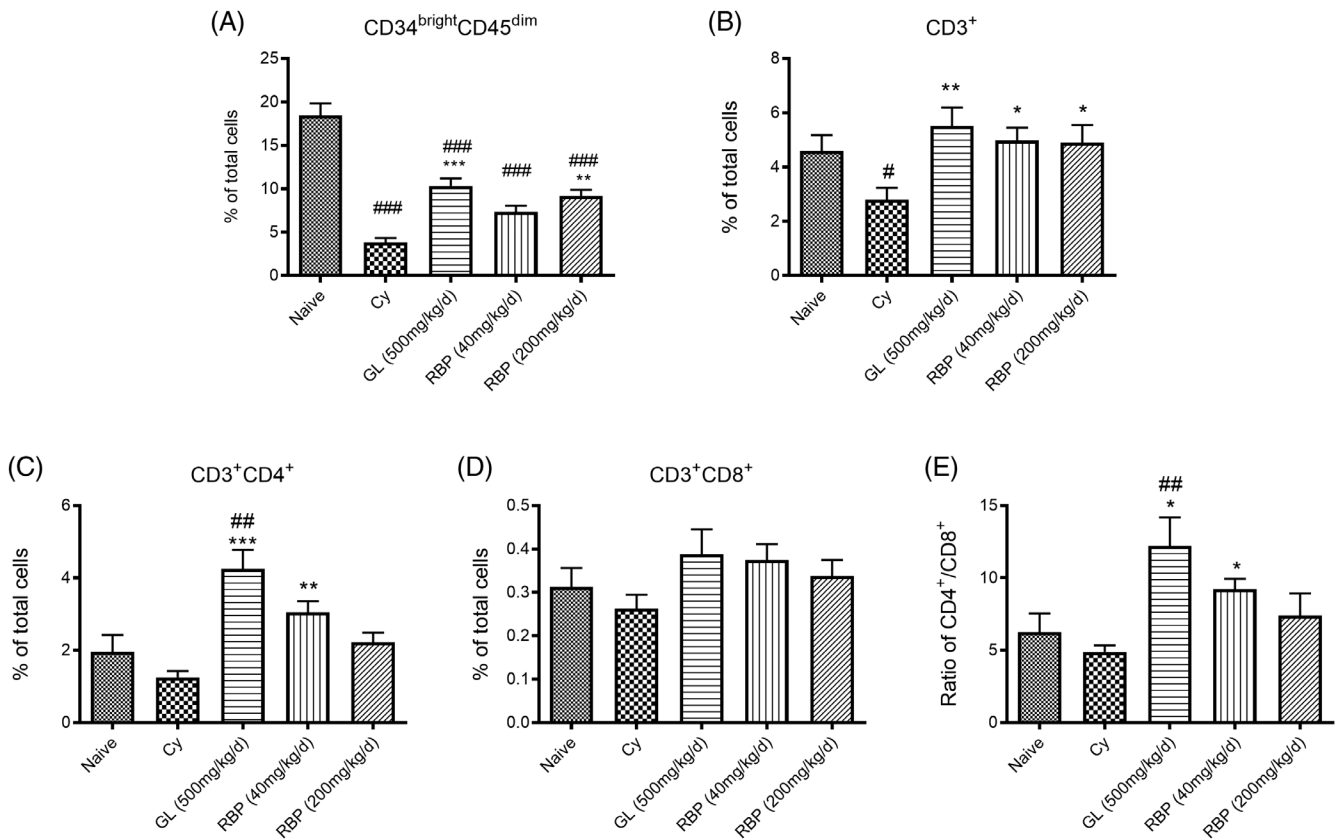 (A)
CD34brightCD45dim
% of total cells
25
20
15
10
5
0
###
###
***
###
###
**
Naive
Cy
GL (500mg/kg/d)
RBP (40mg/kg/d)
RBP (200mg/kg/d)
(B)
CD3+
% of total cells
8
6
4
2
0
#
**
*
*
Naive
Cy
GL (500mg/kg/d)
RBP (40mg/kg/d)
RBP (200mg/kg/d)
(C)
CD3+CD4+
% of total cells
6
4
2
0
##
***
**
Naive
Cy
GL (500mg/kg/d)
RBP (40mg/kg/d)
RBP (200mg/kg/d)
(D)
CD3+CD8+
% of total cells
0.5
0.4
0.3
0.2
0.1
0.0
Naive
Cy
GL (500mg/kg/d)
RBP (40mg/kg/d)
RBP (200mg/kg/d)
(E)
Ratio of CD4+/CD8+
15
10
5
0
##
*
*
Naive
Cy
GL (500mg/kg/d)
RBP (40mg/kg/d)
RBP (200mg/kg/d)